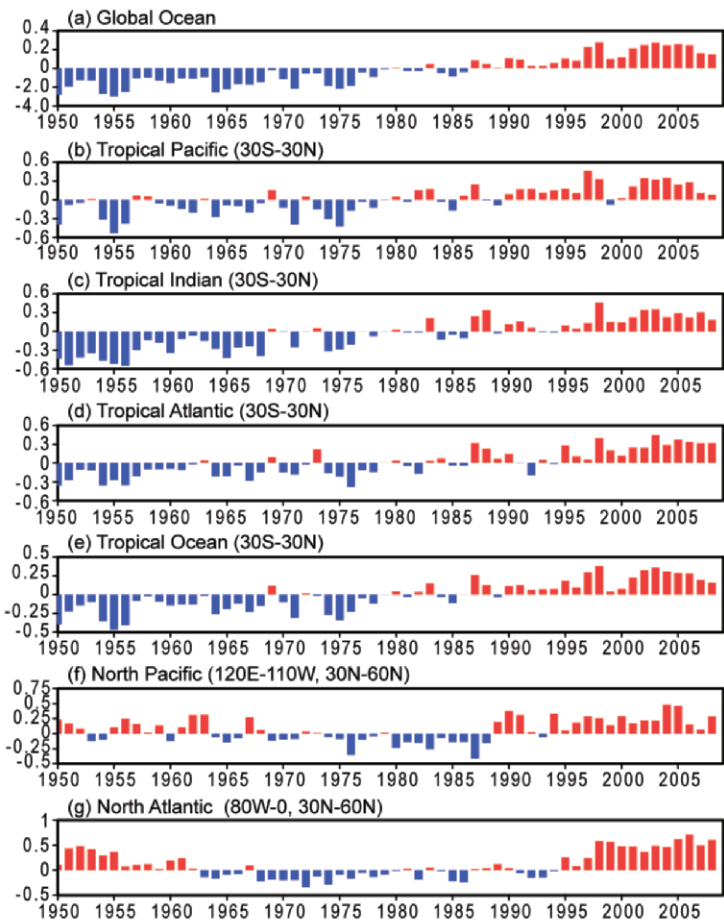 (a) Global Ocean
0.4
0.2
0
-2.0
-4.0
1950 1955 1960 1965 1970 1975 1980 1985 1990 1995 2000 2005
(b) Tropical Pacific (30S-30N)
0.6
0.3
0
-0.3
-0.6
1950 1955 1960 1965 1970 1975 1980 1985 1990 1995 2000 2005
(c) Tropical Indian (30S-30N)
0.6
0.3
0
-0.3
-0.6
1950 1955 1960 1965 1970 1975 1980 1985 1990 1995 2000 2005
(d) Tropical Atlantic (30S-30N)
0.6
0.3
0
-0.3
-0.6
1950 1955 1960 1965 1970 1975 1980 1985 1990 1995 2000 2005
(e) Tropical Ocean (30S-30N)
0.5
0.25
0
-0.25
-0.5
1950 1955 1960 1965 1970 1975 1980 1985 1990 1995 2000 2005
(f) North Pacific (120E-110W, 30N-60N)
0.75
0.5
0.25
0
-0.25
-0.5
1950 1955 1960 1965 1970 1975 1980 1985 1990 1995 2000 2005
(g) North Atlantic (80W-0, 30N-60N)
1
0.5
0
-0.5
1950 1955 1960 1965 1970 1975 1980 1985 1990 1995 2000 2005